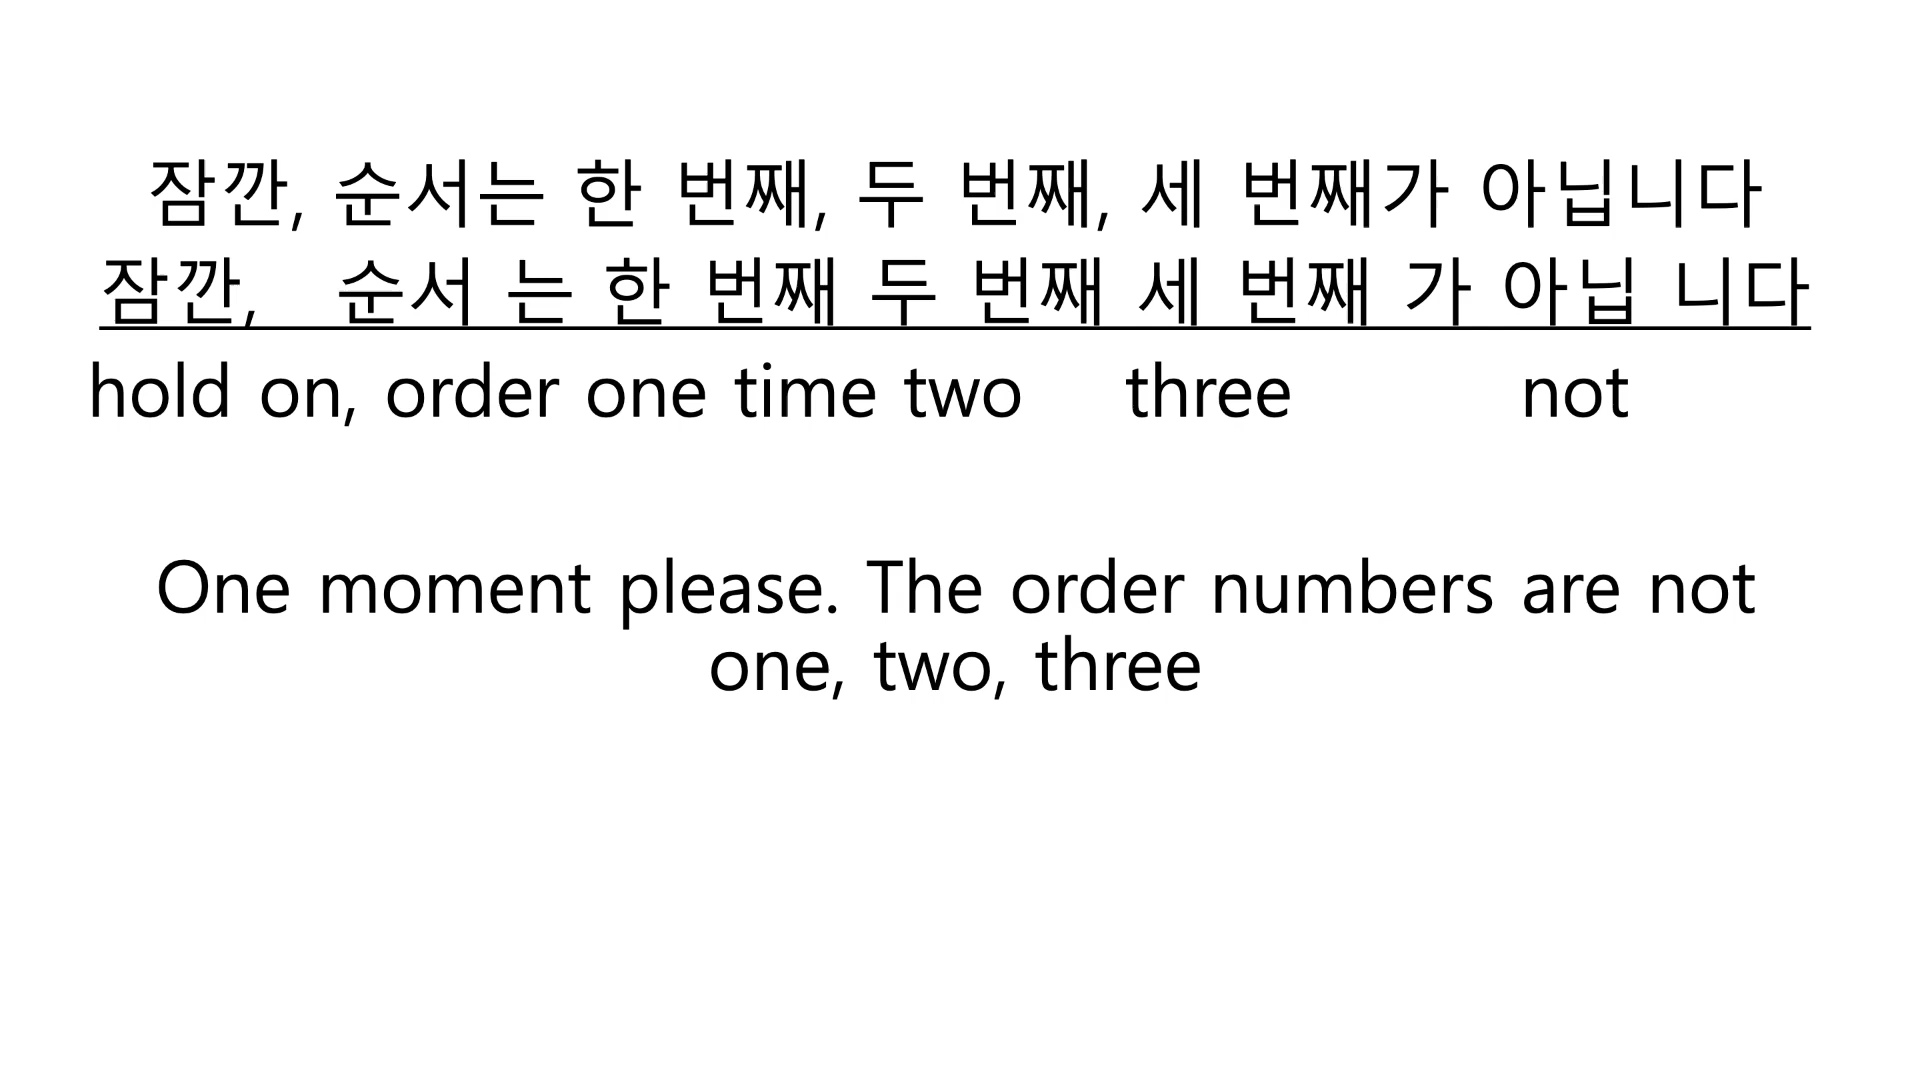 잠깐, 순서는 한 번째, 두 번째, 세 번째가 아닙니다
잠깐, 순서 는 한 번째 두 번째 세 번째 가 아닙 니다
hold on, order one time two three not
One moment please. The order numbers are not
one, two, three